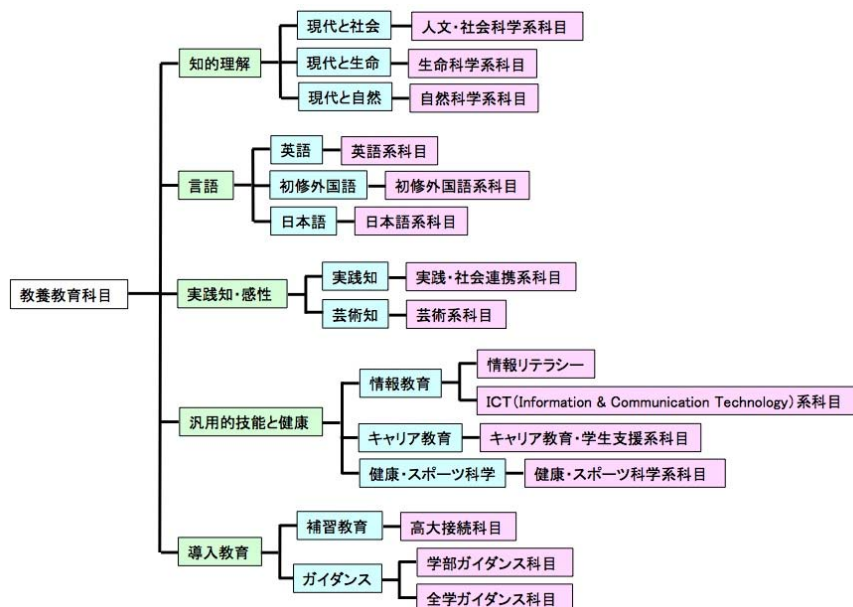 教養教育科目
知的理解
現代と社会
人文・社会科学系科目
現代と生命
生命科学系科目
現代と自然
自然科学系科目
言語
英語
英語系科目
初修外国語
初修外国語系科目
日本語
日本語系科目
実践知・感性
実践知
実践・社会連携系科目
芸術知
芸術系科目
汎用的技能と健康
情報教育
情報リテラシー
ICT(Information & Communication Technology)系科目
キャリア教育
キャリア教育・学生支援系科目
健康・スポーツ科学
健康・スポーツ科学系科目
導入教育
補習教育
高大接続科目
ガイダンス
学部ガイダンス科目
全学ガイダンス科目